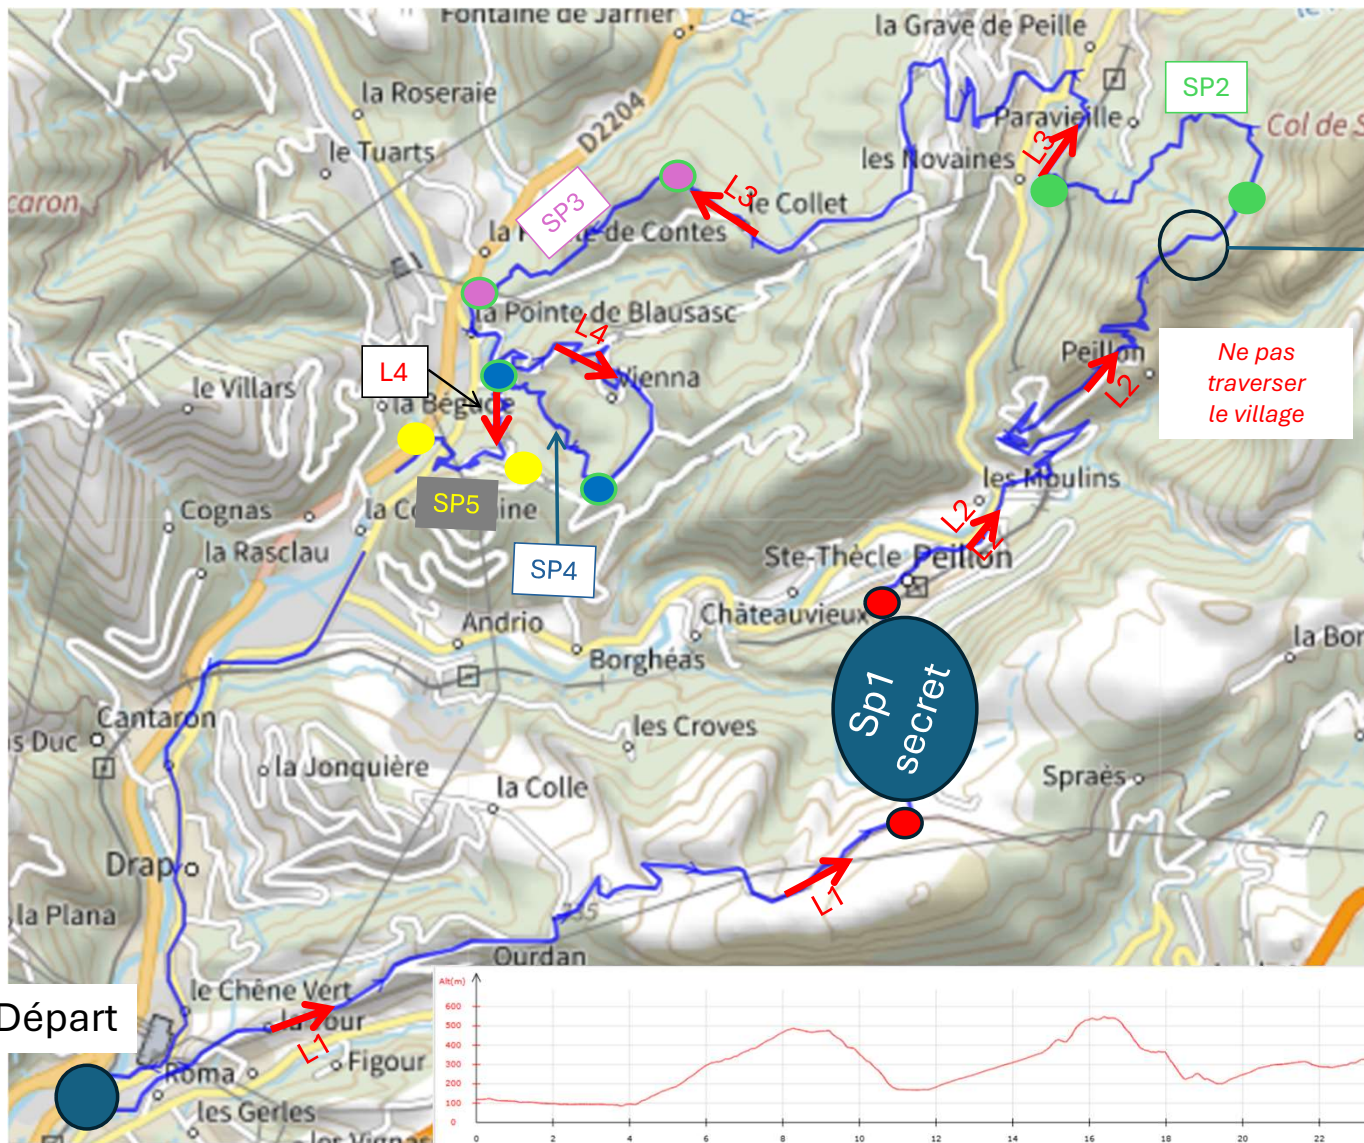 Fontaine de Jarrier
la Grave de Peille
la Roseraie
SP2
D2204
Paravieille
Col de S
le Tuarts
les Novaines
L3
caron
SP3
L3
le Collet
de Contes
la Pointe de Blausasc
L4
Peillon
Ne pas
traverser
le village
L4
le Villars
Vienna
L2
la Bégude
les Moulins
SP5
Cognas
L2
la Rasclau
SP4
Ste-Thècle
Peillon
Châteauvieux
Andrio
la Bor
Borghéas
Sp1
secret
Cantaron
as Duc
les Croves
la Jonquière
Spraès
la Colle
Drap
L1
la Plana
Ourdan
le Chêne Vert
Départ
la Tour
L1
Figour
Roma
les Gerles
les Vignas
Alt(m)
600
500
400
300
200
100
0
0 2 4 6 8 10 12 14 16 18 20 22